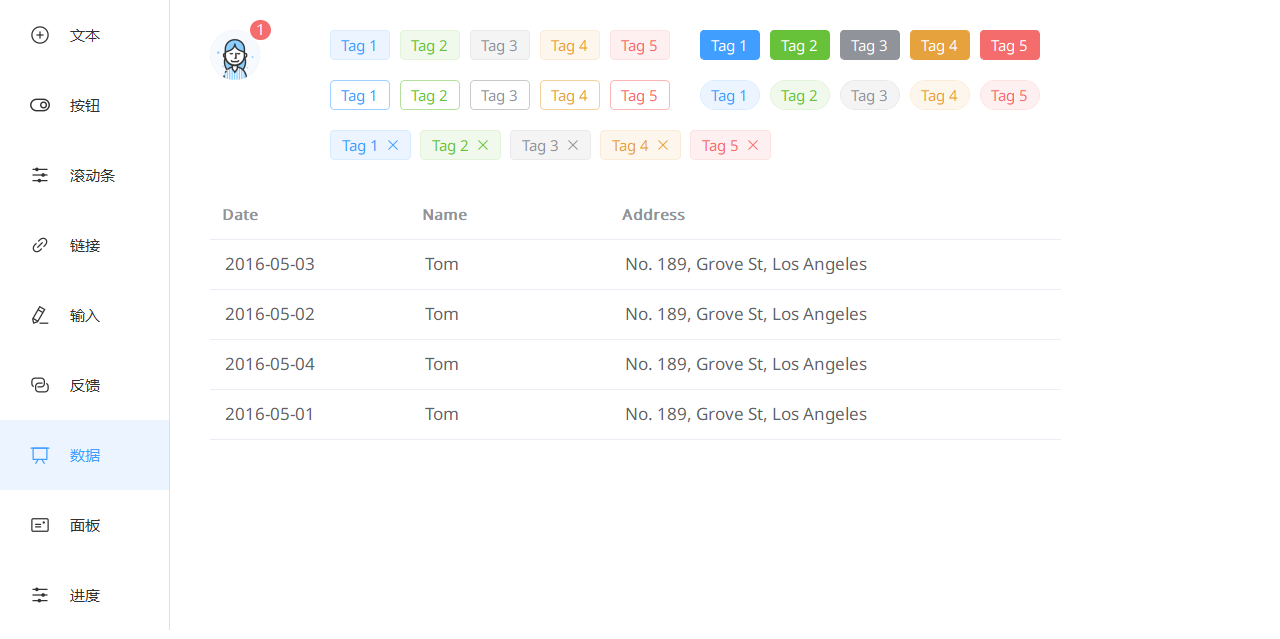 文本
按钮
滚动条
链接
输入
反馈
数据
面板
进度
1
Tag 1 Tag 2 Tag 3 Tag 4 Tag 5 Tag 1 Tag 2 Tag 3 Tag 4 Tag 5
Tag 1 Tag 2 Tag 3 Tag 4 Tag 5 Tag 1 Tag 2 Tag 3 Tag 4 Tag 5
Tag 1 Tag 2 Tag 3 Tag 4 Tag 5
Date Name Address
2016-05-03 Tom No. 189, Grove St, Los Angeles
2016-05-02 Tom No. 189, Grove St, Los Angeles
2016-05-04 Tom No. 189, Grove St, Los Angeles
2016-05-01 Tom No. 189, Grove St, Los Angeles